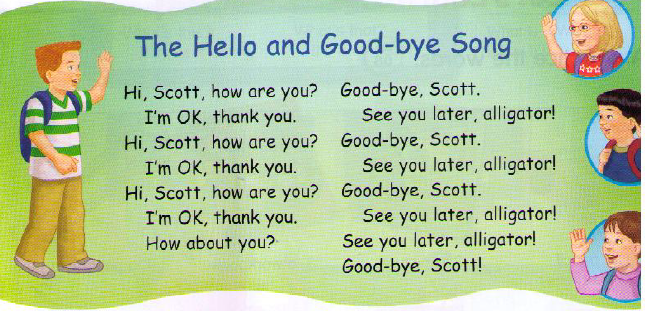 The Hello and Good-bye Song
Hi, Scott, how are you?
I'm OK, thank you.
Hi, Scott, how are you?
I'm OK, thank you.
Hi, Scott, how are you?
I'm OK, thank you.
How about you?
Good-bye, Scott.
See you later, alligator!
Good-bye, Scott.
See you later, alligator!
Good-bye, Scott.
See you later, alligator!
See you later, alligator!
Good-bye, Scott!